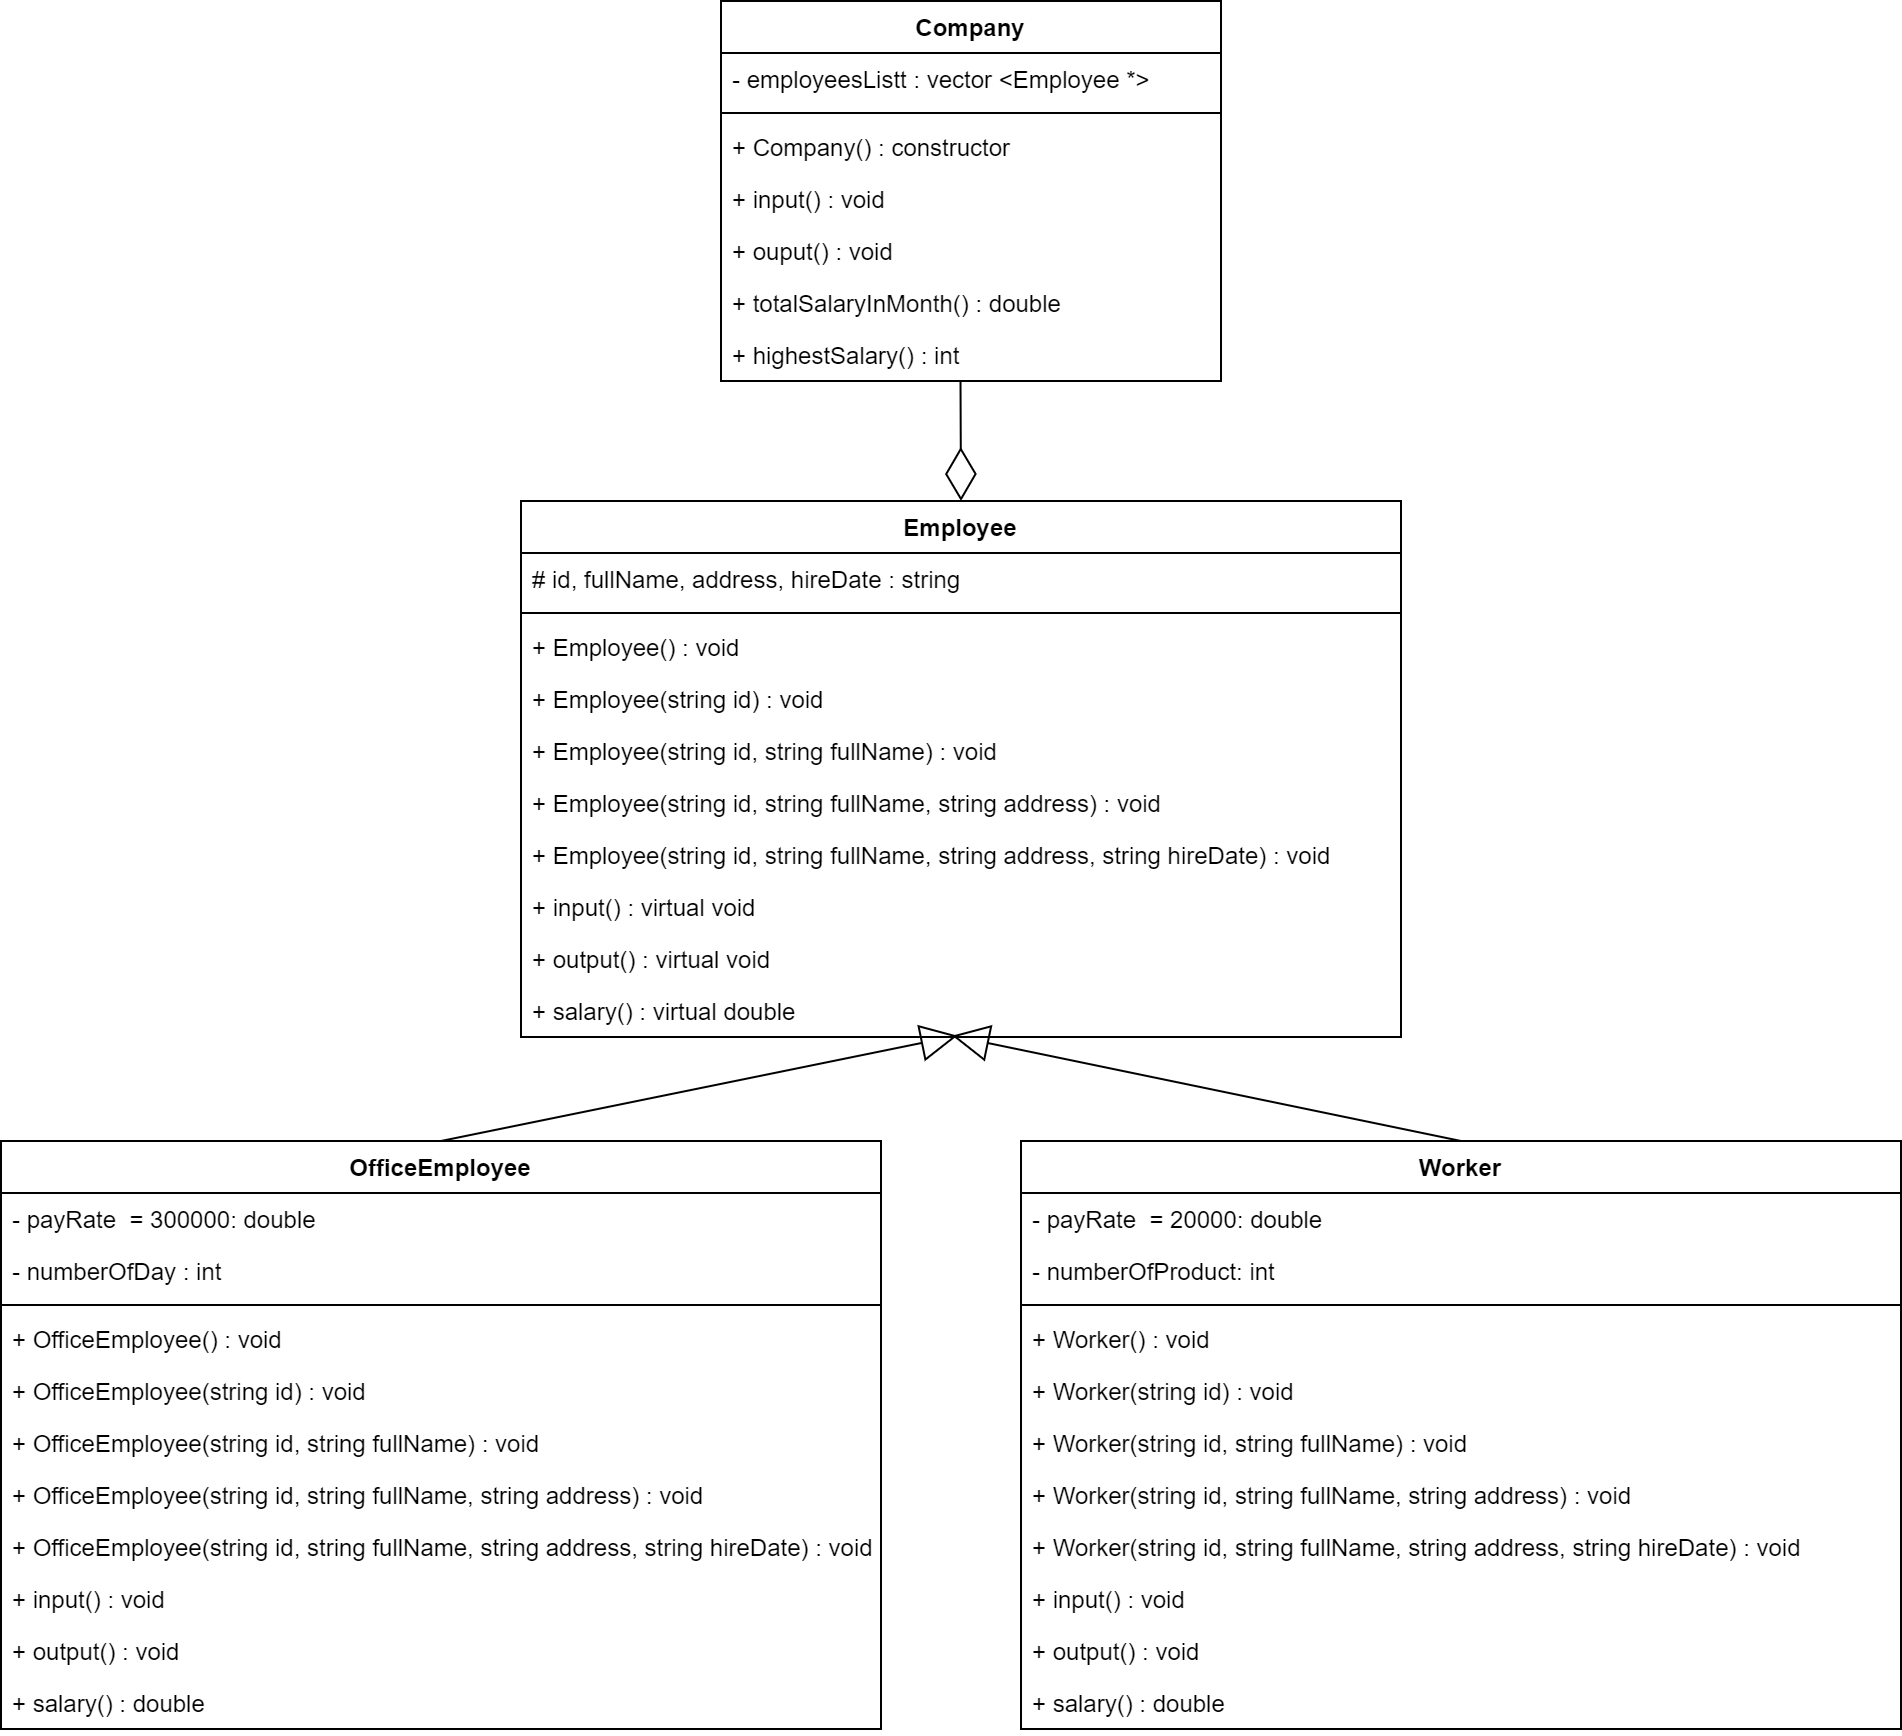 Company
- employeesListt : vector <Employee *>
+ Company() : constructor
+ input() : void
+ ouput() : void
+ totalSalaryInMonth() : double
+ highestSalary() : int
Employee
# id, fullName, address, hireDate : string
+ Employee() : void
+ Employee(string id) : void
+ Employee(string id, string fullName) : void
+ Employee(string id, string fullName, string address) : void
+ Employee(string id, string fullName, string address, string hireDate) : void
+ input() : virtual void
+ output() : virtual void
+ salary() : virtual double
OfficeEmployee
- payRate  = 300000: double
- numberOfDay : int
+ OfficeEmployee() : void
+ OfficeEmployee(string id) : void
+ OfficeEmployee(string id, string fullName) : void
+ OfficeEmployee(string id, string fullName, string address) : void
+ OfficeEmployee(string id, string fullName, string address, string hireDate) : void
+ input() : void
+ output() : void
+ salary() : double
Worker
- payRate  = 20000: double
- numberOfProduct: int
+ Worker() : void
+ Worker(string id) : void
+ Worker(string id, string fullName) : void
+ Worker(string id, string fullName, string address) : void
+ Worker(string id, string fullName, string address, string hireDate) : void
+ input() : void
+ output() : void
+ salary() : double